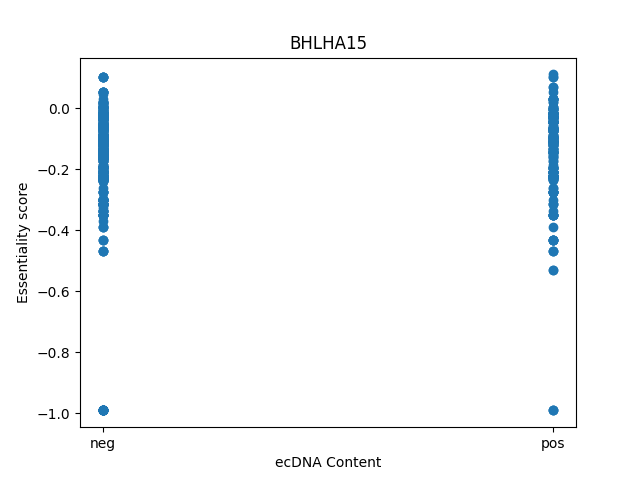 BHLHA15
Essentiality score
0.0
−0.2
−0.4
−0.6
−0.8
−1.0
neg
pos
ecDNA Content